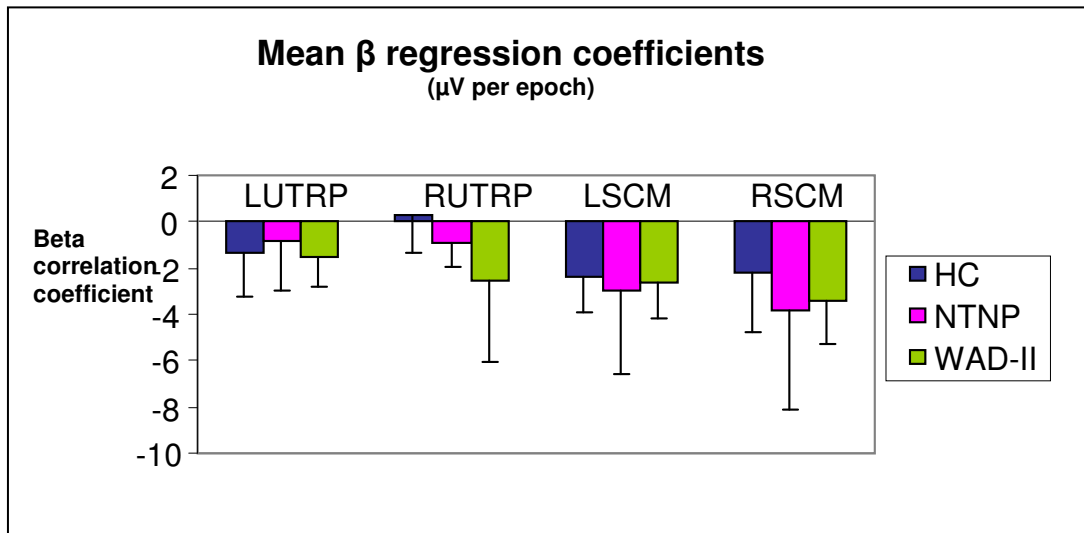 Mean β regression coefficients
(µV per epoch)
Beta
correlation
coefficient
2
0
-2
-4
-6
-8
-10
LUTRP RUTRP LSCM RSCM
HC
NTNP
WAD-II